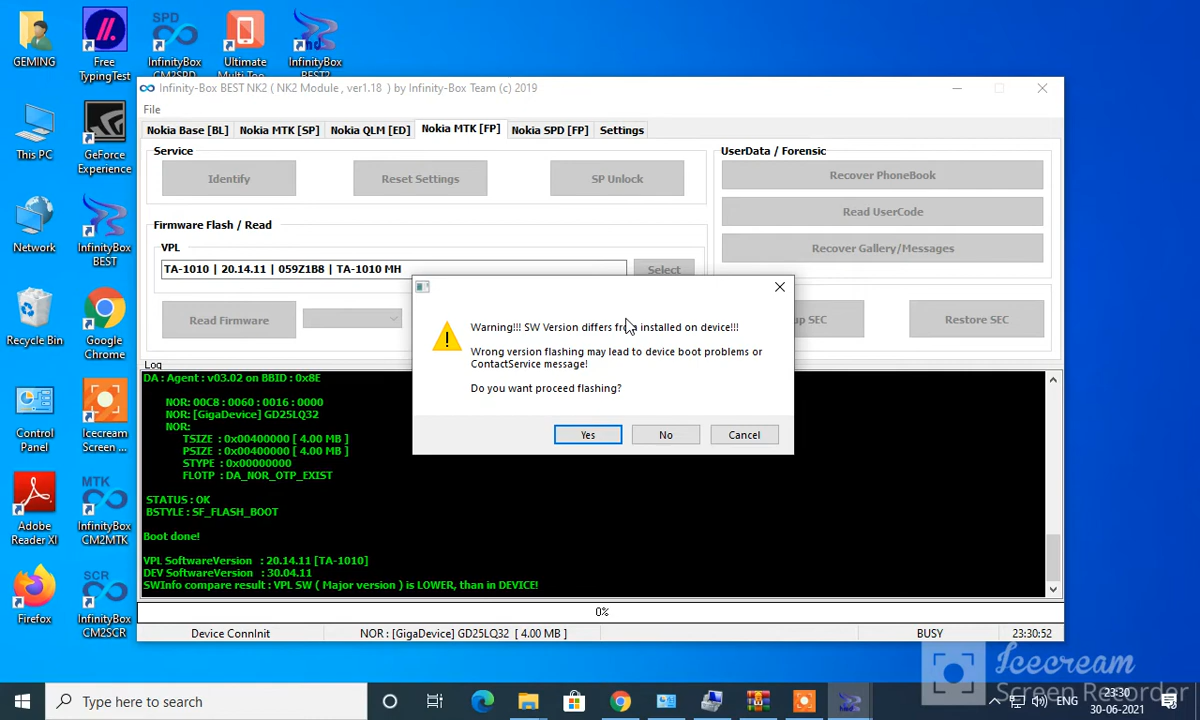 GEMING
Free TypingTest
InfinityBox CM2SPD
Ultimate Multi Too...
InfinityBox BEST2
This PC
GeForce Experience
Network
InfinityBox BEST
Recycle Bin
Google Chrome
Control Panel
Icecream Screen ...
Adobe Reader XI
InfinityBox CM2MTK
Firefox
InfinityBox CM2SCR
SPD
MTK
SCR
Infinity-Box BEST NK2 ( NK2 Module , ver1.18 ) by Infinity-Box Team (c) 2019
File
Nokia Base [BL] Nokia MTK [SP] Nokia QLM [ED] Nokia MTK [FP] Nokia SPD [FP] Settings
Service
Identify Reset Settings SP Unlock
UserData / Forensic
Recover PhoneBook
Read UserCode
Recover Gallery/Messages
Firmware Flash / Read
VPL
TA-1010 | 20.14.11 | 059Z1B8 | TA-1010 MH
Select
Read Firmware
up SEC Restore SEC
Warning!!! SW Version differs from installed on device!!!
Wrong version flashing may lead to device boot problems or
ContactService message!
Do you want proceed flashing?
Yes No Cancel
Log
DA : Agent : v03.02 on BBID : 0x8E
NOR: 00C8 : 0060 : 0016 : 0000
NOR: [GigaDevice] GD25LQ32
NOR:
TSIZE : 0x00400000 [ 4.00 MB ]
PSIZE : 0x00400000 [ 4.00 MB ]
STYPE : 0x00000000
FLOTP : DA_NOR_OTP_EXIST
STATUS : OK
BSTYLE : SF_FLASH_BOOT
Boot done!
VPL SoftwareVersion : 20.14.11 [TA-1010]
DEV SoftwareVersion : 30.04.11
SWInfo compare result : VPL SW ( Major version ) is LOWER, than in DEVICE!
0%
Device ConnInit NOR : [GigaDevice] GD25LQ32 [ 4.00 MB ] BUSY 23:30:52
Icecream
Screen Recorder
Type here to search
ENG
23:30
30-06-2021